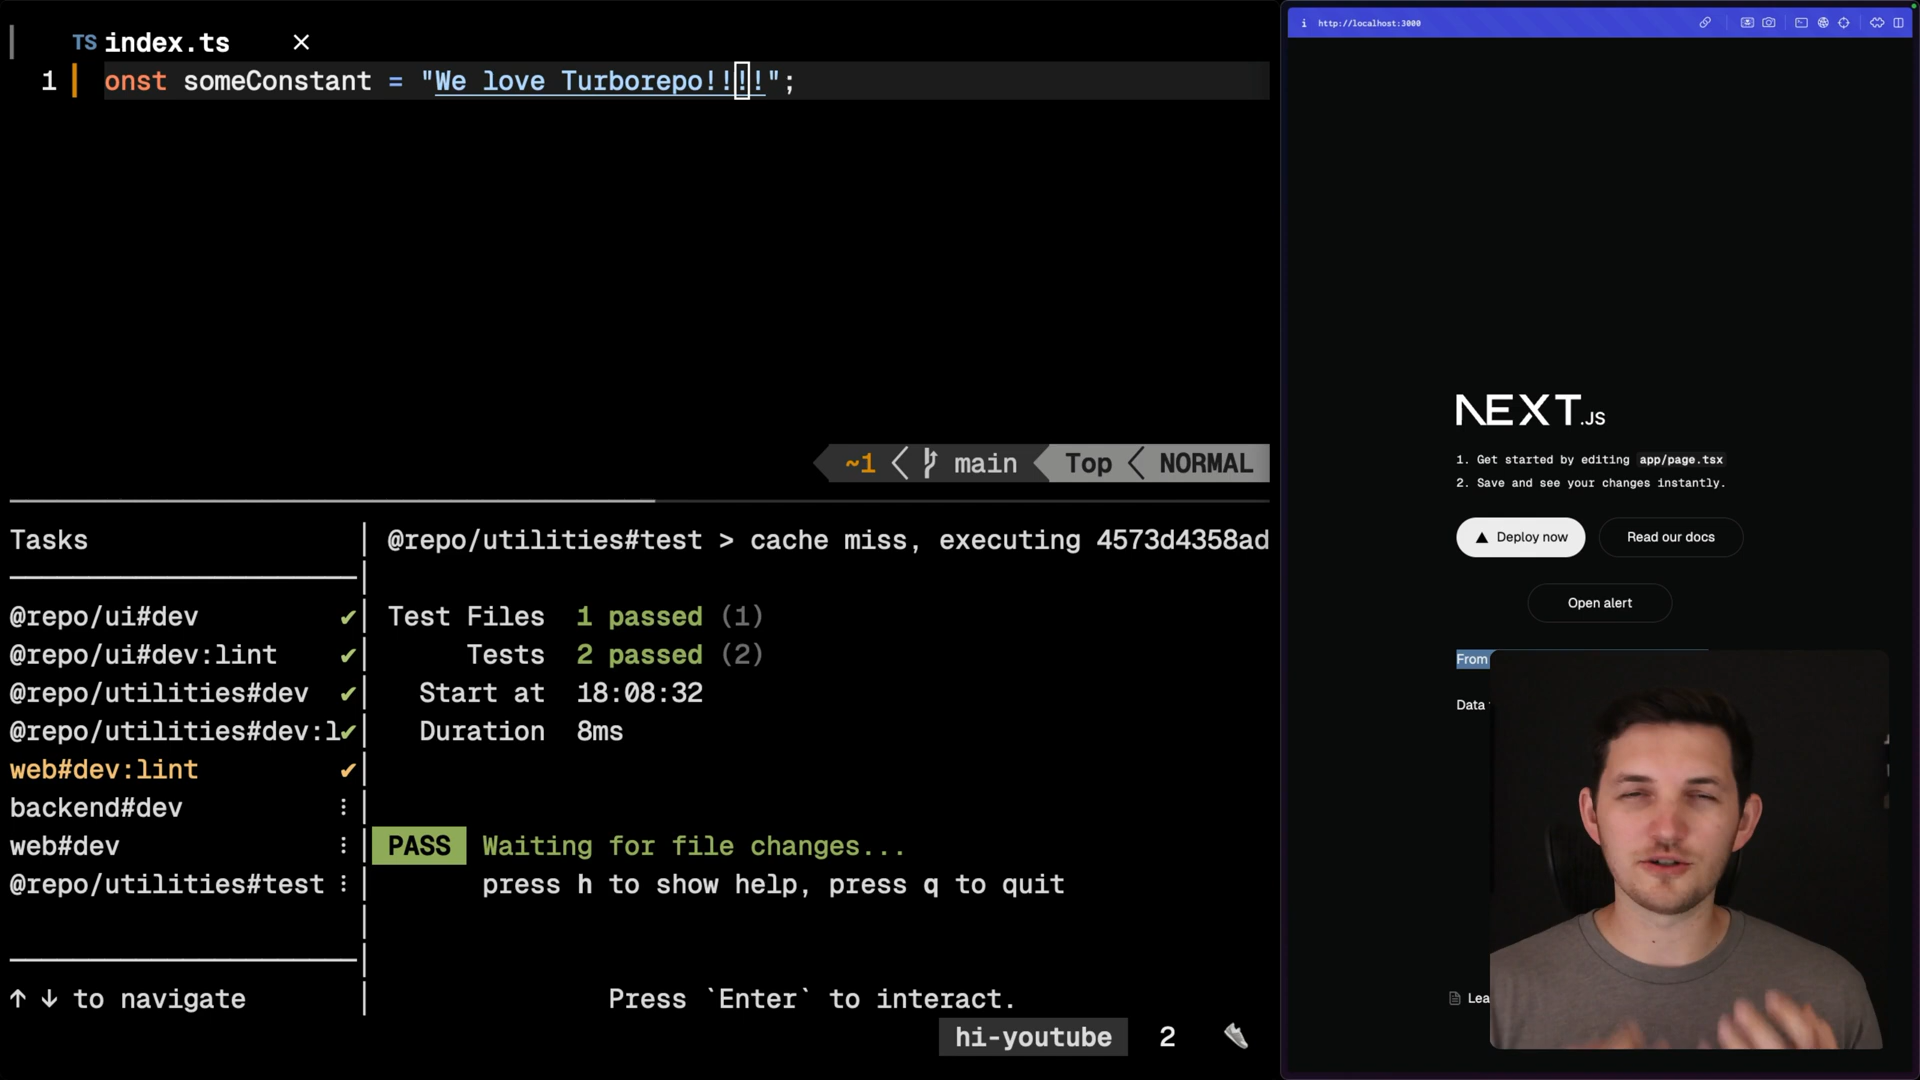 TS index.ts ×
1 onst someConstant = "We love Turborepo!!!!";
~1 main Top NORMAL
Tasks
@repo/ui#dev ✔
@repo/ui#dev:lint ✔
@repo/utilities#dev ✔
@repo/utilities#dev:l✔
web#dev:lint ✔
backend#dev
web#dev
@repo/utilities#test
↑ ↓ to navigate
@repo/utilities#test > cache miss, executing 4573d4358ad
Test Files 1 passed (1)
Tests 2 passed (2)
Start at 18:08:32
Duration 8ms
PASS Waiting for file changes...
press h to show help, press q to quit
Press `Enter` to interact.
hi-youtube 2
http://localhost:3000
NEXT.JS
1. Get started by editing app/page.tsx
2. Save and see your changes instantly.
Deploy now
Read our docs
Open alert
From
Data
Lea